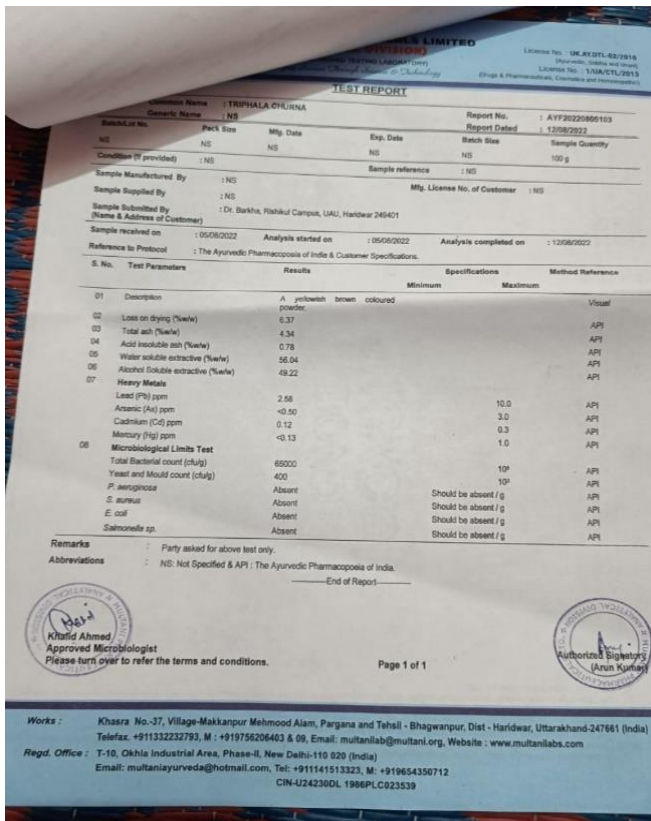 LIMITED
License No. : UK.AY.DTL-02/2016
(Ayurvedic, Siddha and Unani)
License No. : 1/UA/CTL/2013
(Drugs & Pharmaceuticals, Cosmetics and Homoeopathic)
TEST REPORT
Common Name : TRIPHALA CHURNA
Generic Name : NS
Report No. : AYF20220805103
Report Dated : 12/08/2022
Batch/Lot No. Pack Size Mfg. Date Exp. Date Batch Size Sample Quantity
NS NS NS NS NS 100 g
Condition (If provided) : NS Sample reference : NS
Sample Manufactured By : NS Mfg. License No. of Customer : NS
Sample Supplied By : NS
Sample Submitted By : Dr. Barkha, Rishikul Campus, UAU, Haridwar 249401
(Name & Address of Customer)
Sample received on : 05/08/2022 Analysis started on : 05/08/2022 Analysis completed on : 12/08/2022
Reference to Protocol : The Ayurvedic Pharmacopoeia of India & Customer Specifications.
S. No. Test Parameters Results Specifications Method Reference
Minimum Maximum
01 Description A yellowish brown coloured powder. Visual
02 Loss on drying (%w/w) 6.37 API
03 Total ash (%w/w) 4.34 API
04 Acid insoluble ash (%w/w) 0.78 API
05 Water soluble extractive (%w/w) 56.04 API
06 Alcohol Soluble extractive (%w/w) 49.22 API
07 Heavy Metals
Lead (Pb) ppm 2.58 10.0 API
Arsenic (As) ppm <0.50 3.0 API
Cadmium (Cd) ppm 0.12 0.3 API
Mercury (Hg) ppm <0.13 1.0 API
08 Microbiological Limits Test
Total Bacterial count (cfu/g) 65000 API
Yeast and Mould count (cfu/g) 400 API
P. aeruginosa Absent Should be absent / g API
S. aureus Absent Should be absent / g API
E. coli Absent Should be absent / g API
Salmonella sp. Absent Should be absent / g API
Remarks : Party asked for above test only.
Abbreviations : NS: Not Specified & API : The Ayurvedic Pharmacopoeia of India.
----------End of Report----------
Khalid Ahmed
Approved Microbiologist
Please turn over to refer the terms and conditions.
Page 1 of 1
Authorized Signatory
(Arun Kumar)
Works : Khasra No.-37, Village-Makkanpur Mehmood Alam, Pargana and Tehsil - Bhagwanpur, Dist - Haridwar, Uttarakhand-247661 (India)
Telefax. +911332232793, M : +919756206403 & 09, Email: multanilab@multani.org, Website : www.multanilabs.com
Regd. Office : T-10, Okhla Industrial Area, Phase-II, New Delhi-110 020 (India)
Email: multaniayurveda@hotmail.com, Tel: +911141513323, M: +919654350712
CIN-U24230DL 1986PLC023539